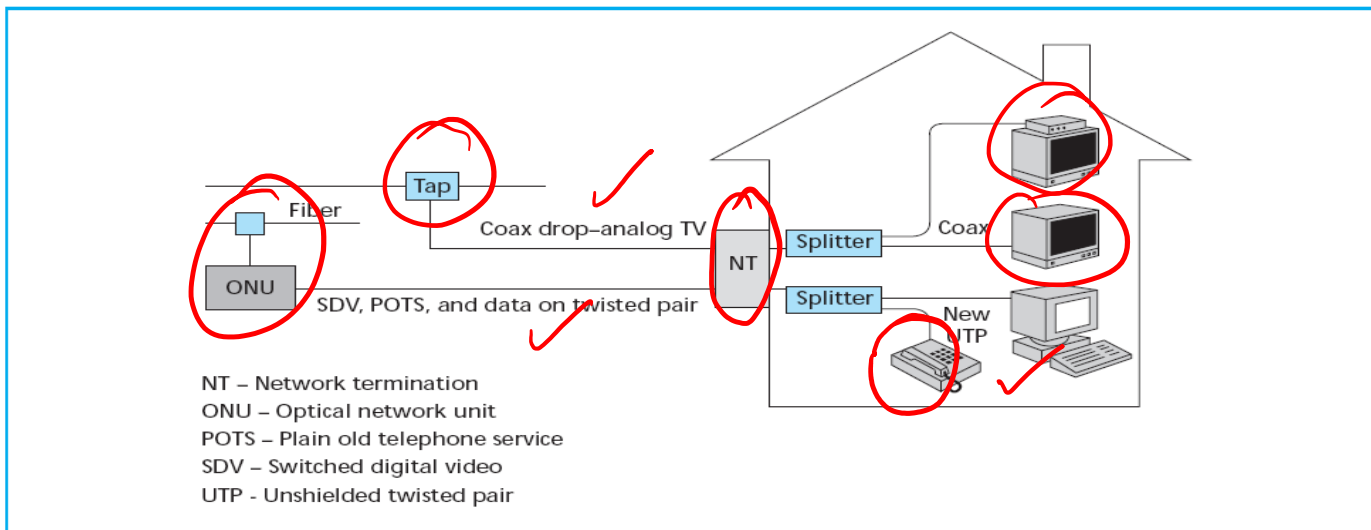 Tap
Fiber
Coax drop–analog TV
NT
Splitter
Coax
ONU
SDV, POTS, and data on twisted pair
Splitter
New
UTP
NT – Network termination
ONU – Optical network unit
POTS – Plain old telephone service
SDV – Switched digital video
UTP - Unshielded twisted pair